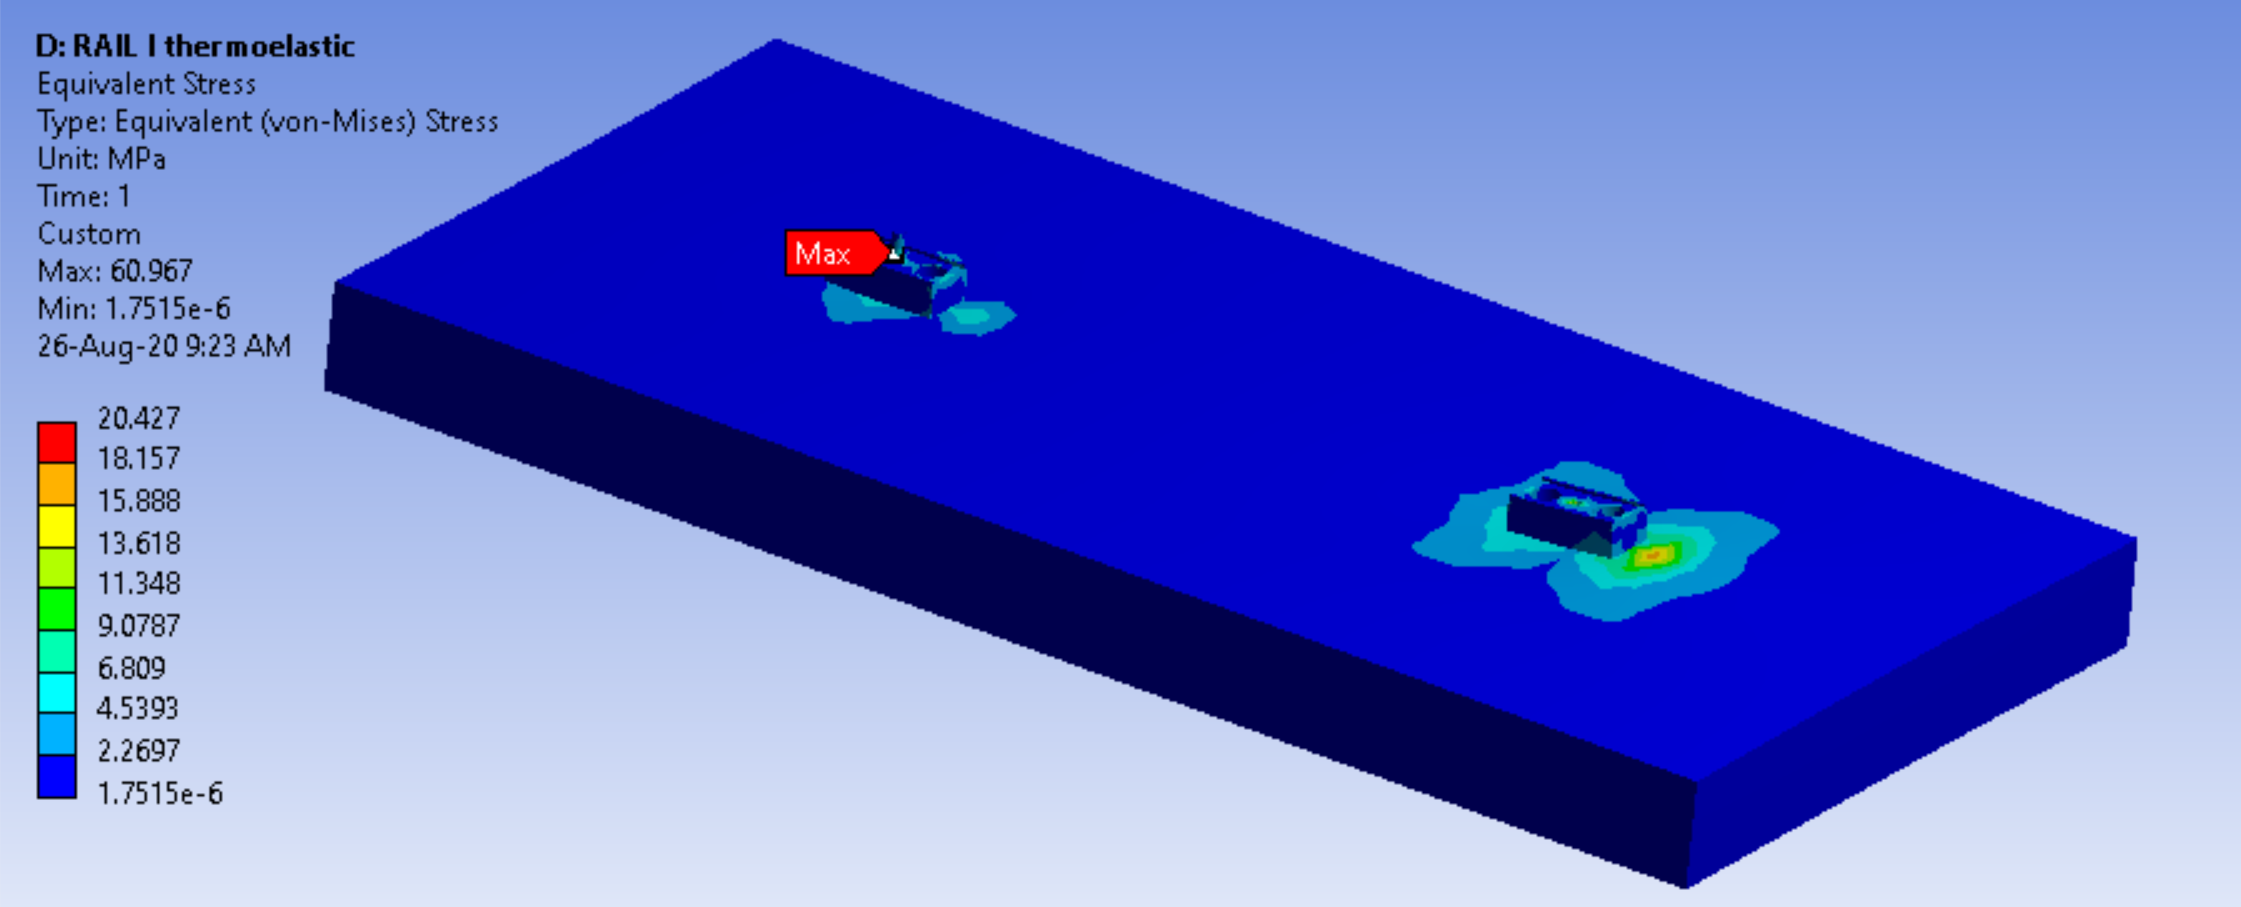 D: RAIL I thermoelastic
Equivalent Stress
Type: Equivalent (von-Mises) Stress
Unit: MPa
Time: 1
Custom
Max: 60.967
Min: 1.7515e-6
26-Aug-20 9:23 AM
20.427
18.157
15.888
13.618
11.348
9.0787
6.809
4.5393
2.2697
1.7515e-6
Max